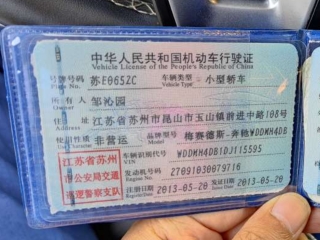 中华人民共和国机动车行驶证
Vehicle License of the People's Republic of China
号牌号码 苏E065ZC 车辆类型 小型轿车
Plate No. Vehicle Type
所有人 邹沁园
Owner
住址 江苏省苏州市昆山市玉山镇前进中路108号
Address
使用性质 非营运 品牌型号 梅赛德斯-奔驰WDDMH4DB
Use Character Model
江苏省苏州 车辆识别代号 WDDMH4DB1DJ115595
VIN
市公安局交通 发动机号码 27091030079716
Engine No.
巡逻警察支队 注册日期 2013-05-20 发证日期 2013-05-20
Register Date Issue Date